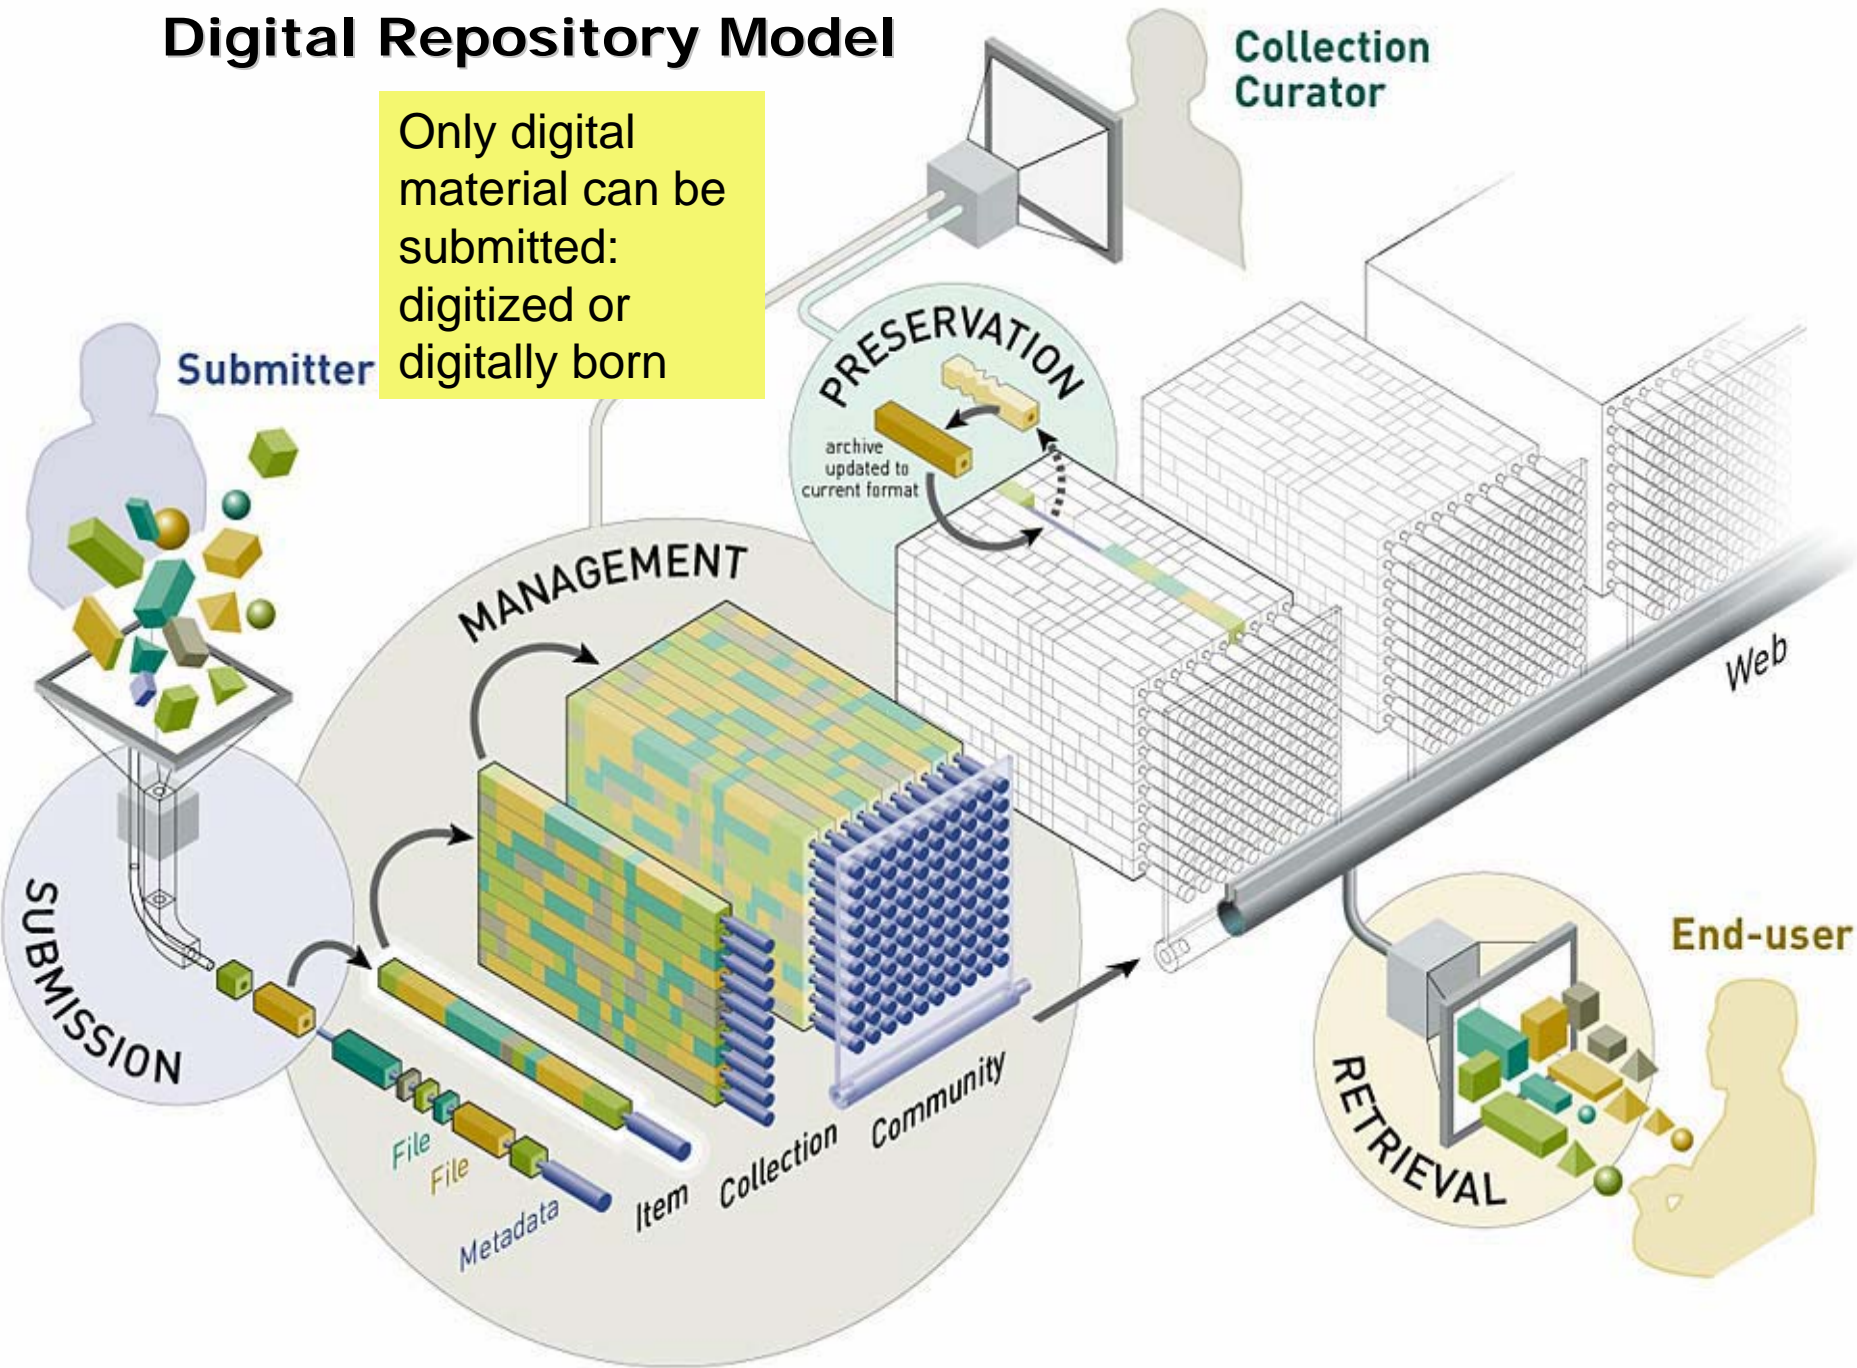 Digital Repository Model
Collection
Curator
Only digital
material can be
submitted:
digitized or
digitally born
Submitter
PRESERVATION
archive
updated to
current format
MANAGEMENT
Web
SUBMISSION
End-user
RETRIEVAL
File
File
Metadata
Item
Collection
Community